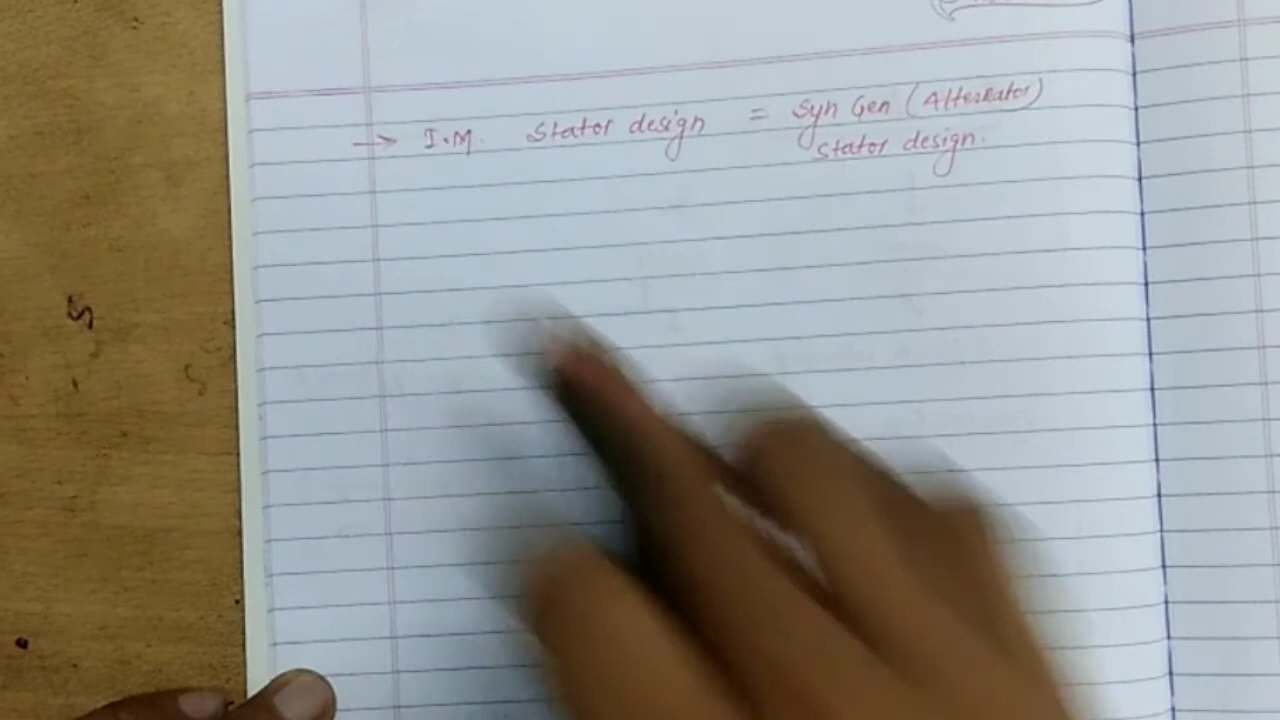 → I.M. Stator design = Syn Gen (Alternator)
Stator design.